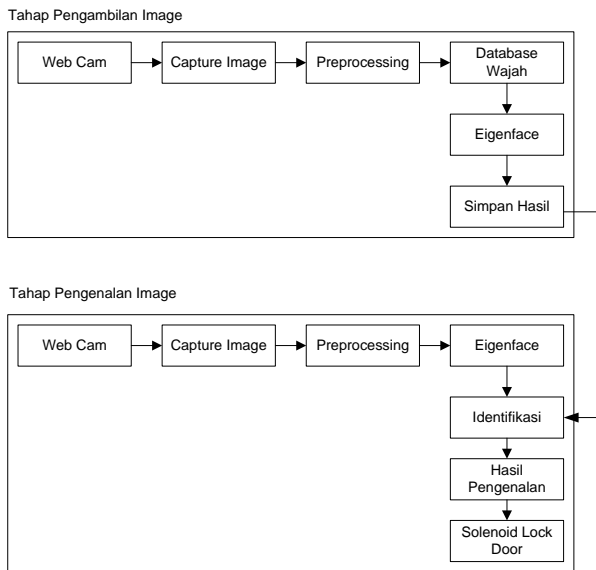 Tahap Pengambilan Image
Web Cam
Capture Image
Preprocessing
Database
Wajah
Eigenface
Simpan Hasil
Tahap Pengenalan Image
Web Cam
Capture Image
Preprocessing
Eigenface
Identifikasi
Hasil
Pengenalan
Solenoid Lock
Door